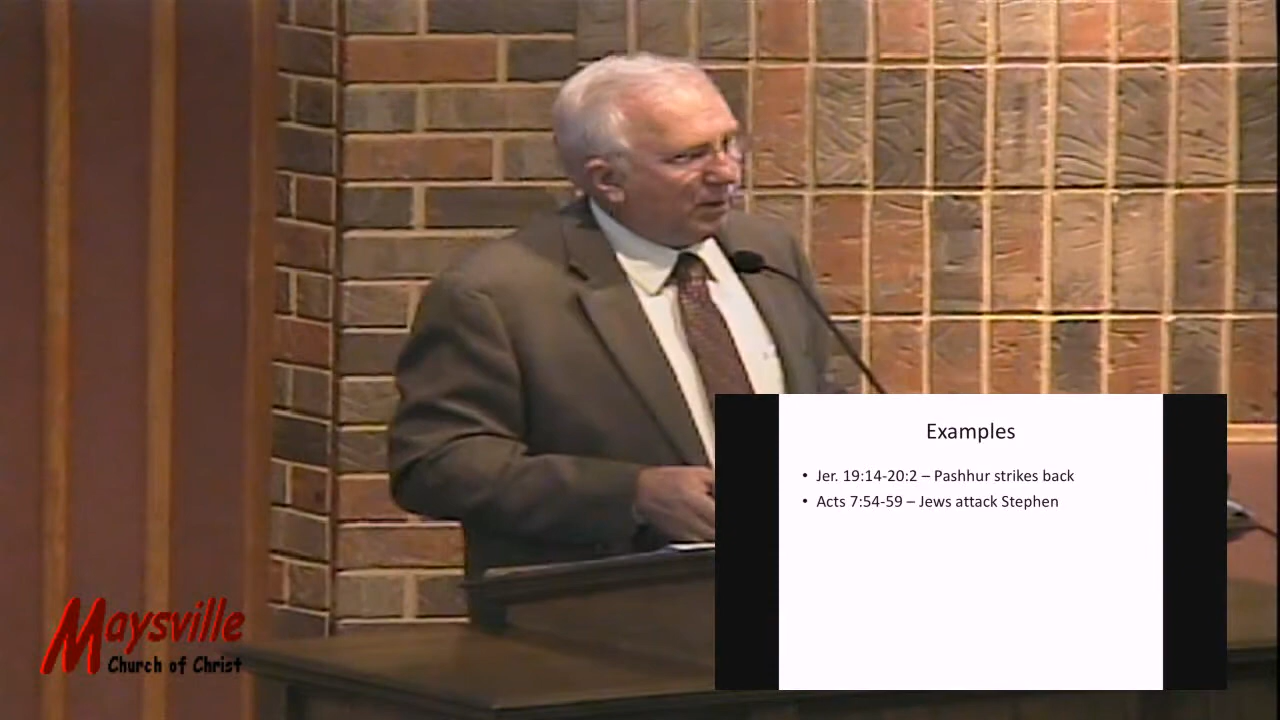 Examples
• Jer. 19:14-20:2 – Pashhur strikes back
• Acts 7:54-59 – Jews attack Stephen
Maysville
Church of Christ